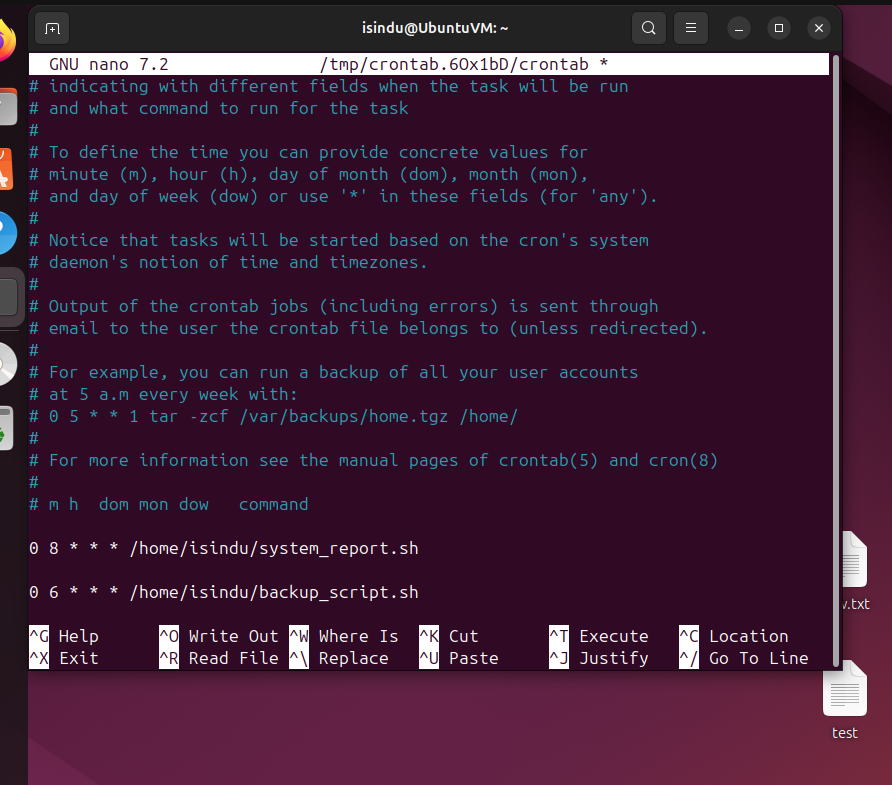 isindu@UbuntuVM: ~
GNU nano 7.2 /tmp/crontab.6Ox1bD/crontab *
# indicating with different fields when the task will be run
# and what command to run for the task
#
# To define the time you can provide concrete values for
# minute (m), hour (h), day of month (dom), month (mon),
# and day of week (dow) or use '*' in these fields (for 'any').
#
# Notice that tasks will be started based on the cron's system
# daemon's notion of time and timezones.
#
# Output of the crontab jobs (including errors) is sent through
# email to the user the crontab file belongs to (unless redirected).
#
# For example, you can run a backup of all your user accounts
# at 5 a.m every week with:
# 0 5 * * 1 tar -zcf /var/backups/home.tgz /home/
#
# For more information see the manual pages of crontab(5) and cron(8)
#
# m h  dom mon dow   command
0 8 * * * /home/isindu/system_report.sh
0 6 * * * /home/isindu/backup_script.sh
^G Help ^O Write Out ^W Where Is ^K Cut ^T Execute ^C Location
^X Exit ^R Read File ^\ Replace ^U Paste ^J Justify ^/ Go To Line
v.txt
test